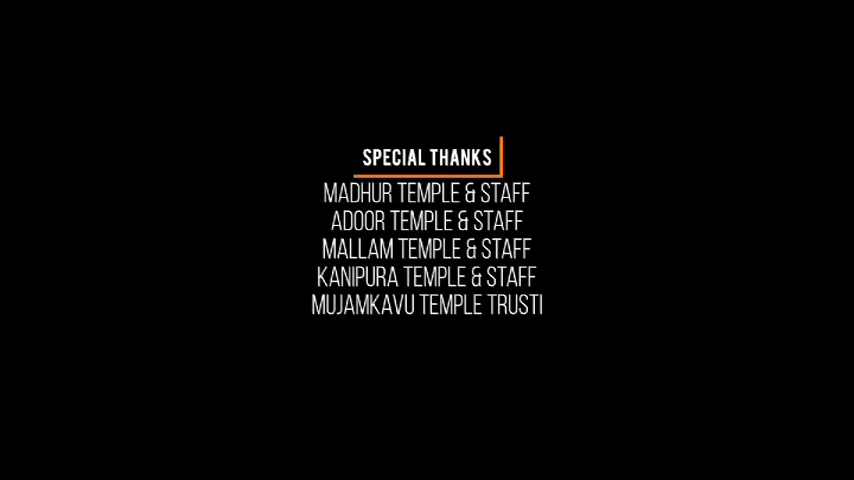 SPECIAL THANKS
MADHUR TEMPLE & STAFF
ADOOR TEMPLE & STAFF
MALLAM TEMPLE & STAFF
KANIPURA TEMPLE & STAFF
MUJAMKAVU TEMPLE TRUSTI